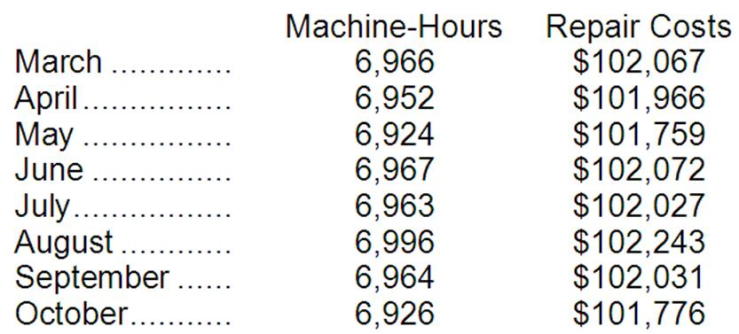 Machine-Hours Repair Costs
March ............. 6,966 $102,067
April................ 6,952 $101,966
May ................ 6,924 $101,759
June ............... 6,967 $102,072
July................. 6,963 $102,027
August ............ 6,996 $102,243
September ...... 6,964 $102,031
October........... 6,926 $101,776